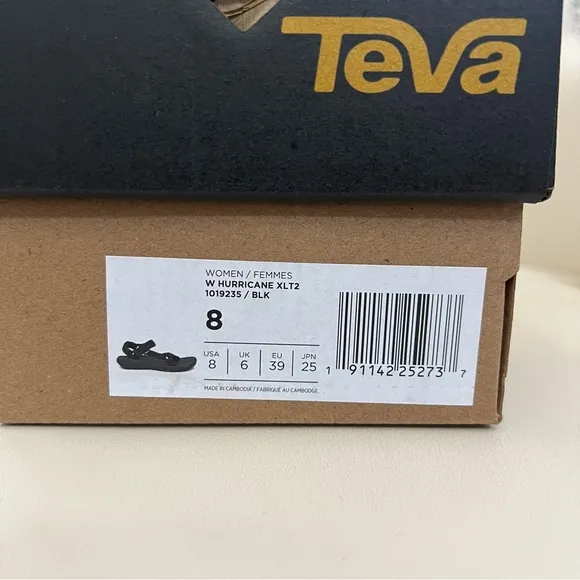 Teva
WOMEN / FEMMES
W HURRICANE XLT2
1019235 / BLK
8
USA UK EU JPN
8 6 39 25
MADE IN CAMBODIA / FABRIQUÉ AU CAMBODGE
1 91142 25273 7